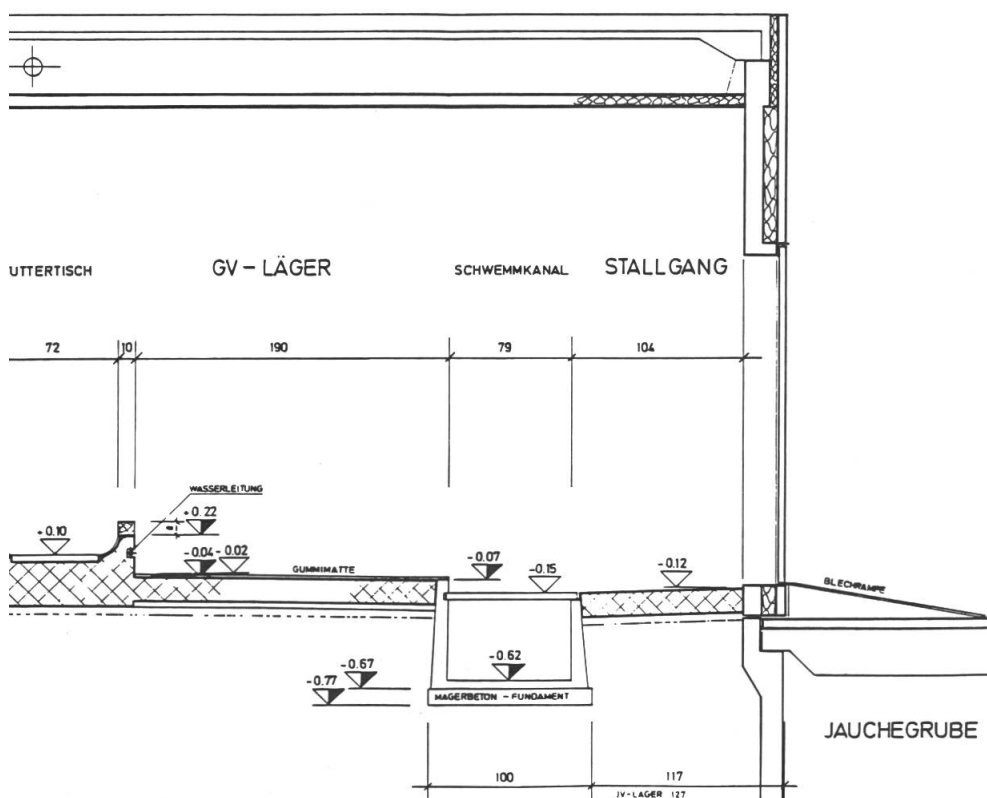 UTTERTISCH
GV – LÄGER
SCHWEMMKANAL
STALLGANG
72
10
190
79
104
WASSERLEITUNG
+0.22
+0.10
-0.04
-0.02
GUMMIMATTE
-0.07
-0.15
-0.12
BLECHRAMPE
-0.62
-0.67
-0.77
MAGERBETON – FUNDAMENT
JAUCHEGRUBE
100
117
JV-LAGER 127